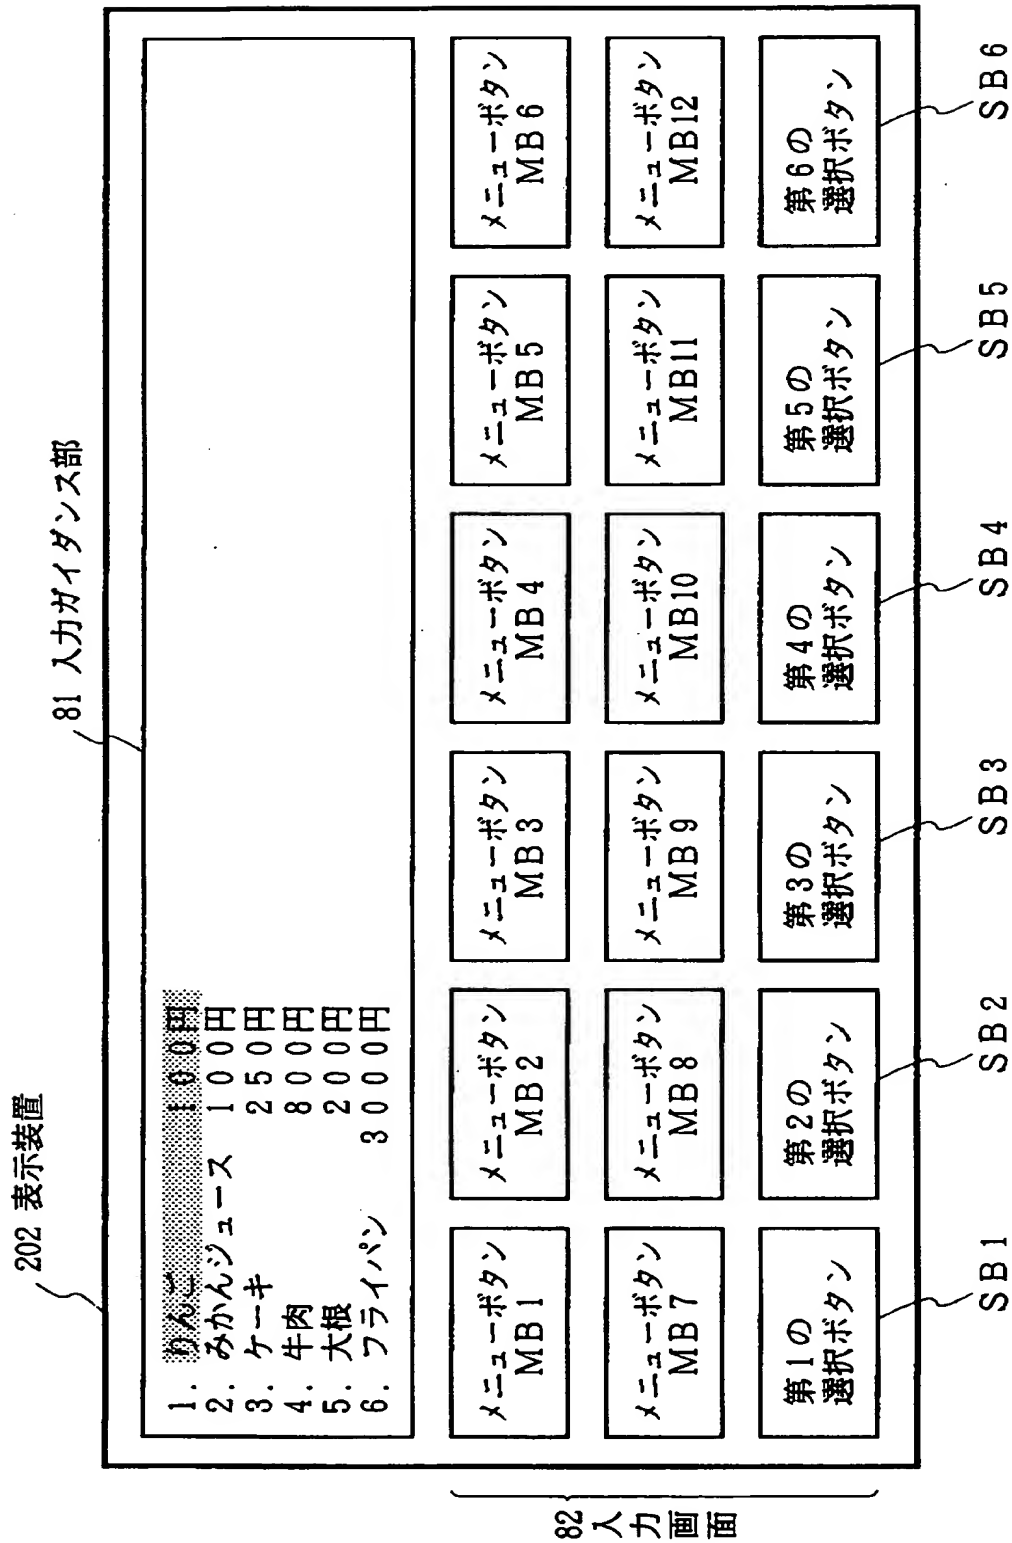 202 表示装置
81 入力ガイダンス部
1. りんご 100円
2. みかんジュース 100円
3. ケーキ 250円
4. 牛肉 800円
5. 大根 200円
6. フライパン 3000円
82 入力画面
メニューボタン
MB1
メニューボタン
MB2
メニューボタン
MB3
メニューボタン
MB4
メニューボタン
MB5
メニューボタン
MB6
メニューボタン
MB7
メニューボタン
MB8
メニューボタン
MB9
メニューボタン
MB10
メニューボタン
MB11
メニューボタン
MB12
第1の
選択ボタン
第2の
選択ボタン
第3の
選択ボタン
第4の
選択ボタン
第5の
選択ボタン
第6の
選択ボタン
SB1
SB2
SB3
SB4
SB5
SB6